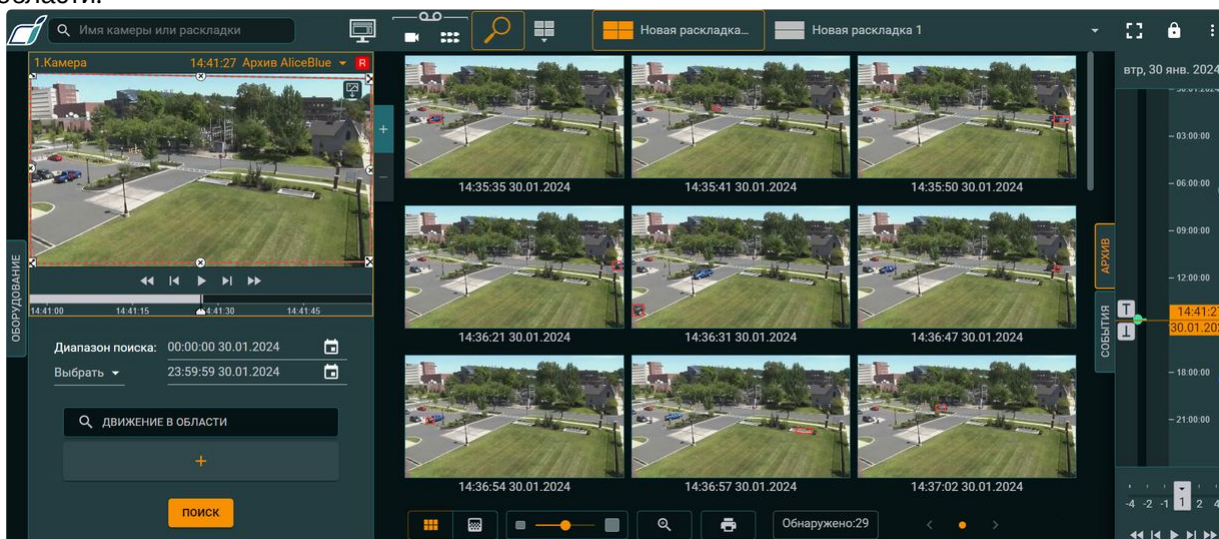 области.
Имя камеры или раскладки
Новая раскладка...
Новая раскладка 1
1.Камера
14:41:27 Архив AliceBlue
R
14:41:00
14:41:15
14:41:30
14:41:45
ОБОРУДОВАНИЕ
Диапазон поиска:
00:00:00 30.01.2024
Выбрать
23:59:59 30.01.2024
ДВИЖЕНИЕ В ОБЛАСТИ
+
ПОИСК
+
−
14:35:35 30.01.2024
14:35:41 30.01.2024
14:35:50 30.01.2024
14:36:21 30.01.2024
14:36:31 30.01.2024
14:36:47 30.01.2024
14:36:54 30.01.2024
14:36:57 30.01.2024
14:37:02 30.01.2024
Обнаружено:29
АРХИВ
СОБЫТИЯ
втр, 30 янв. 2024
03:00:00
06:00:00
09:00:00
12:00:00
14:41:2
30.01.20
18:00:00
21:00:00
-4 -2 -1 1 2 4